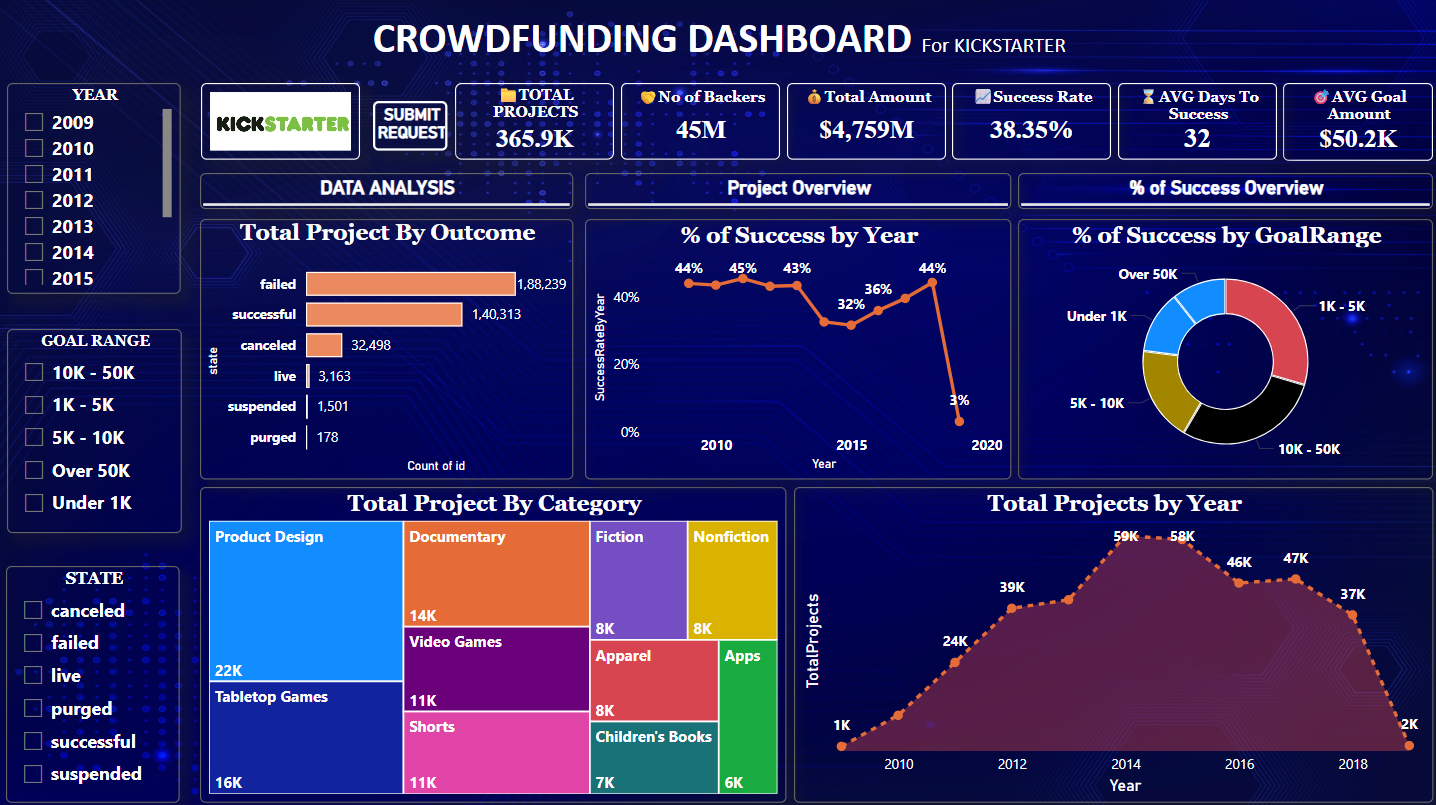 CROWDFUNDING DASHBOARD For KICKSTARTER
YEAR
2009
2010
2011
2012
2013
2014
2015
KICKSTARTER
SUBMIT
REQUEST
📁TOTAL
PROJECTS
365.9K
🤝No of Backers
45M
💰Total Amount
$4,759M
📈Success Rate
38.35%
⌛AVG Days To
Success
32
🎯AVG Goal
Amount
$50.2K
DATA ANALYSIS
Project Overview
% of Success Overview
GOAL RANGE
10K - 50K
1K - 5K
5K - 10K
Over 50K
Under 1K
STATE
canceled
failed
live
purged
successful
suspended
Total Project By Outcome
state
failed 1,88,239
successful 1,40,313
canceled 32,498
live 3,163
suspended 1,501
purged 178
Count of id
% of Success by Year
SuccessRateByYear
40%
20%
0%
44%
45%
43%
32%
36%
44%
3%
2010
2015
2020
Year
% of Success by GoalRange
Over 50K
1K - 5K
Under 1K
5K - 10K
10K - 50K
Total Project By Category
Product Design
22K
Tabletop Games
16K
Documentary
14K
Video Games
11K
Shorts
11K
Fiction
8K
Nonfiction
8K
Apparel
8K
Children's Books
7K
Apps
6K
Total Projects by Year
TotalProjects
1K
24K
39K
59K
58K
46K
47K
37K
2K
2010
2012
2014
2016
2018
Year